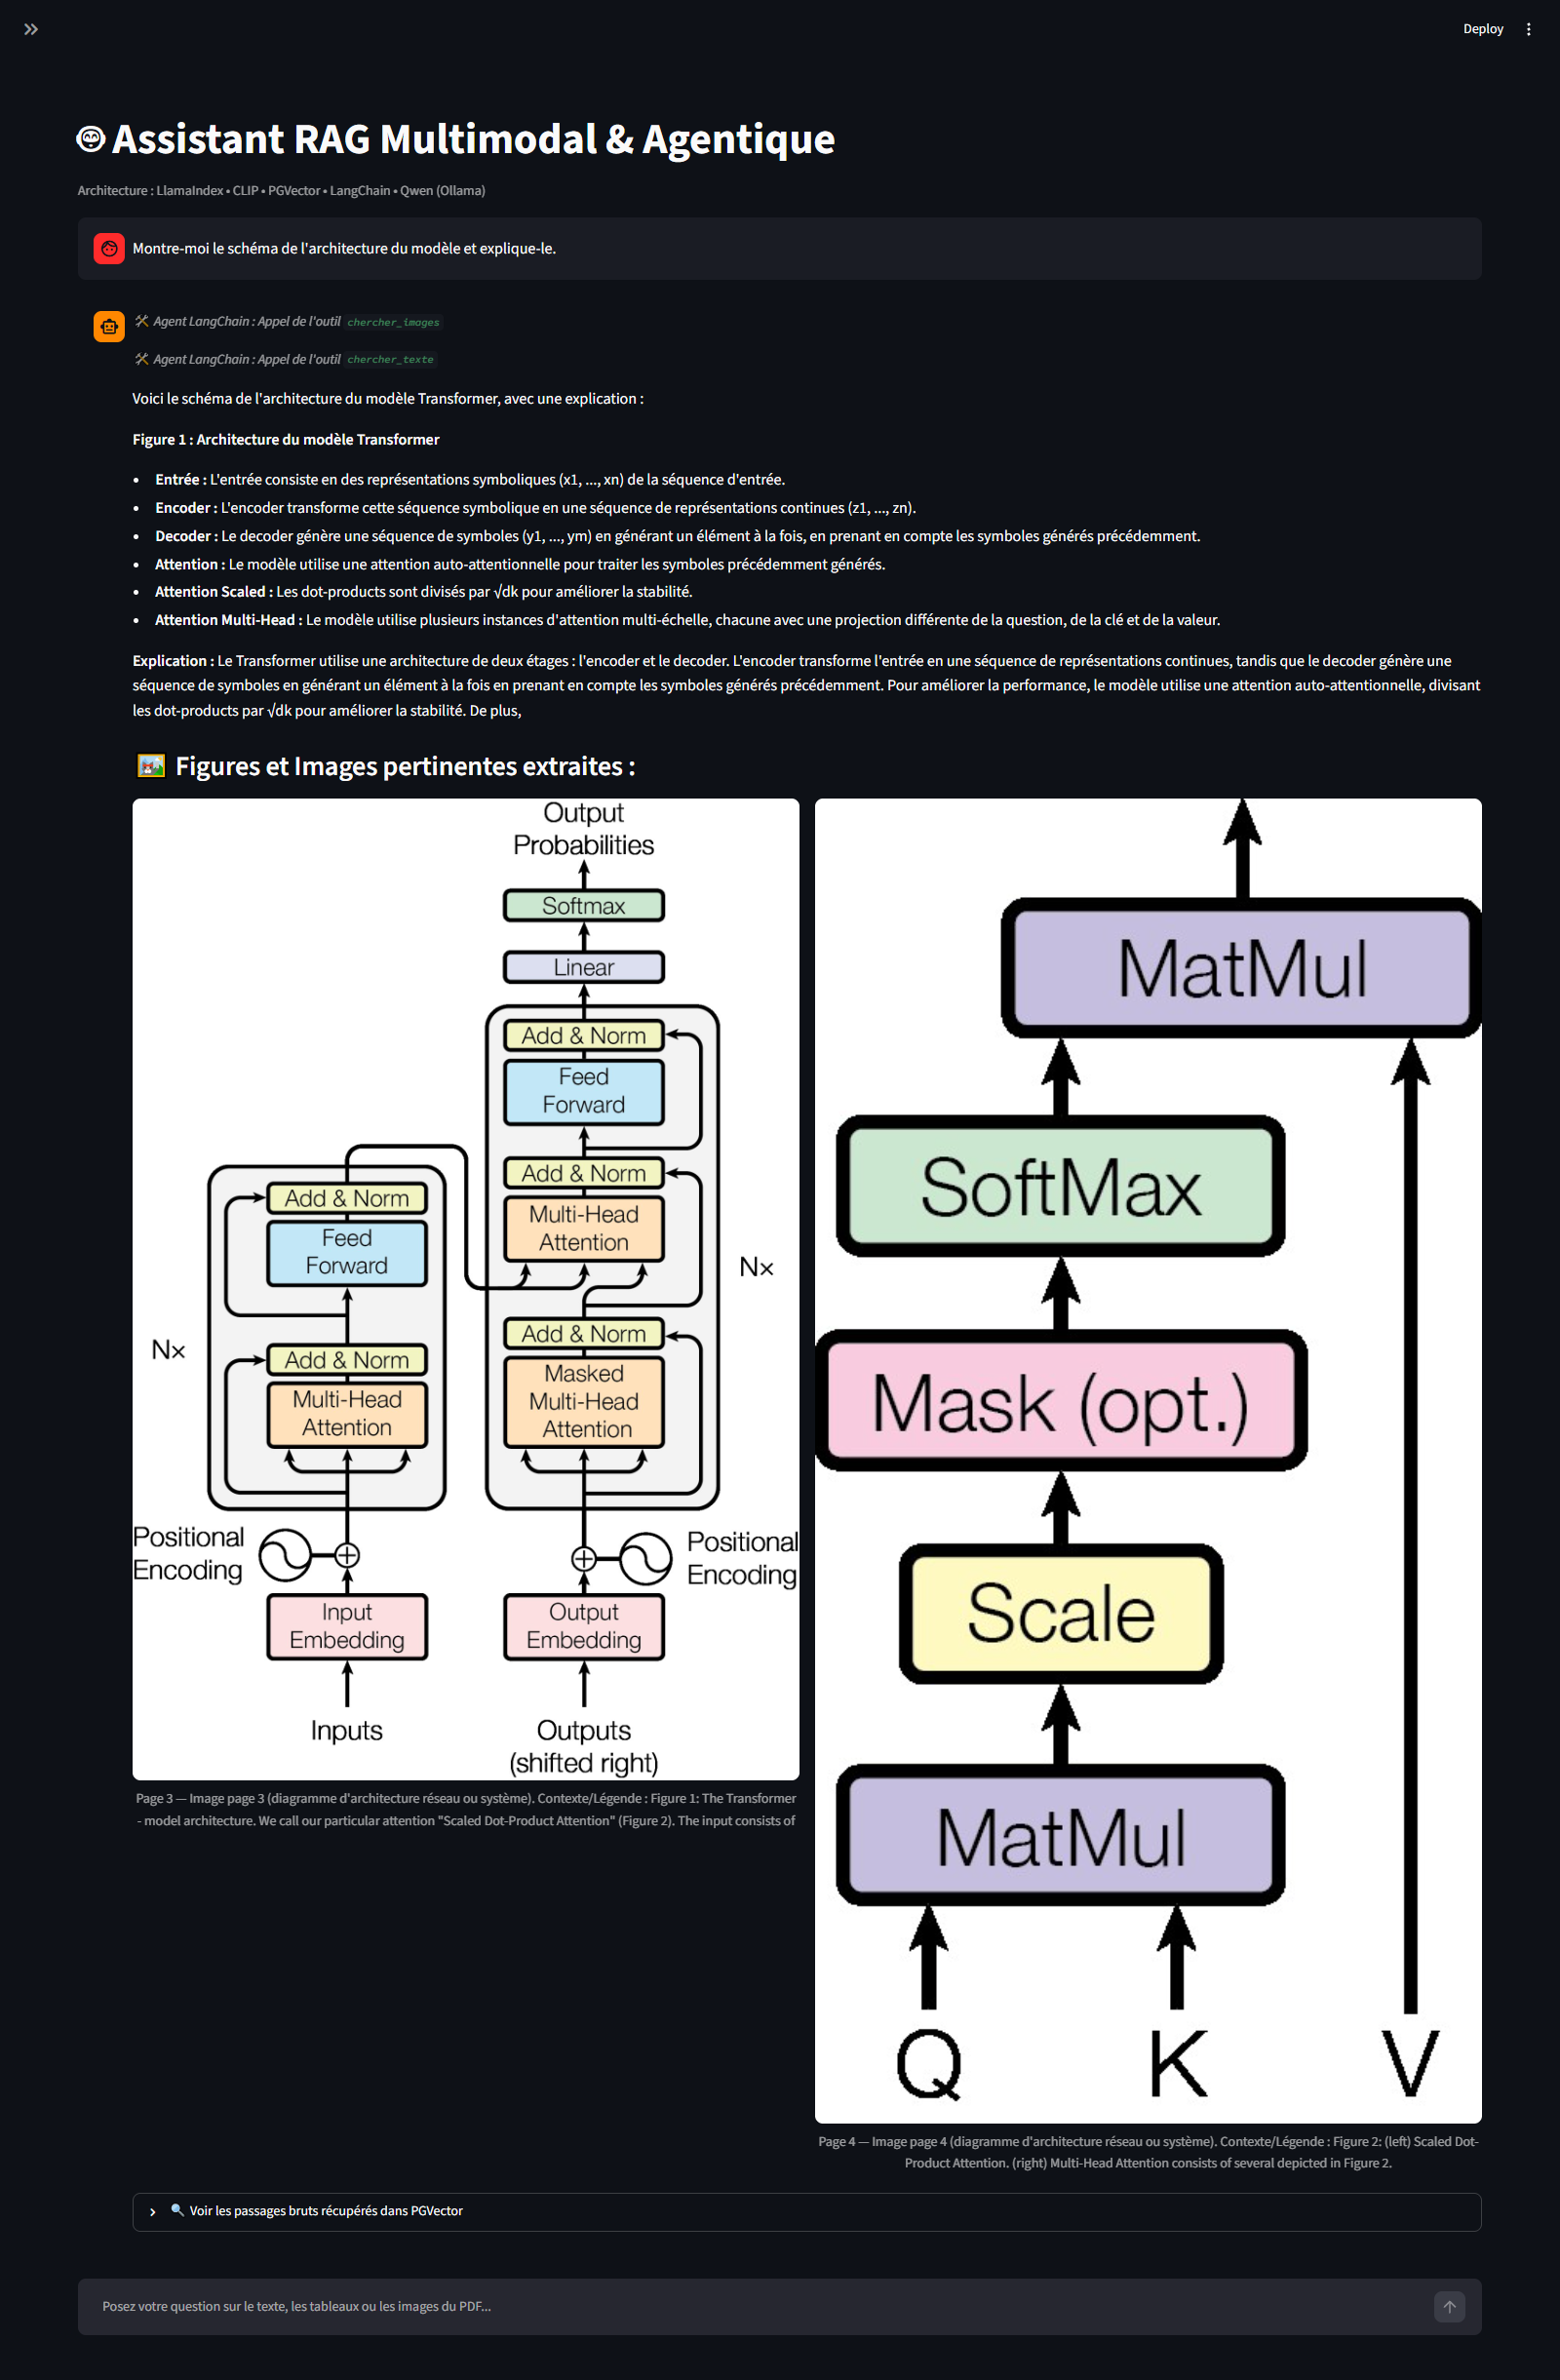 Deploy
Assistant RAG Multimodal & Agentique
Architecture : LlamaIndex • CLIP • PGVector • LangChain • Qwen (Ollama)
Montre-moi le schéma de l'architecture du modèle et explique-le.
Agent LangChain : Appel de l'outil chercher_images
Agent LangChain : Appel de l'outil chercher_texte
Voici le schéma de l'architecture du modèle Transformer, avec une explication :
Figure 1 : Architecture du modèle Transformer
• Entrée : L'entrée consiste en des représentations symboliques (x1, ..., xn) de la séquence d'entrée.
• Encoder : L'encoder transforme cette séquence symbolique en une séquence de représentations continues (z1, ..., zn).
• Decoder : Le decoder génère une séquence de symboles (y1, ..., ym) en générant un élément à la fois, en prenant en compte les symboles générés précédemment.
• Attention : Le modèle utilise une attention auto-attentionnelle pour traiter les symboles précédemment générés.
• Attention Scaled : Les dot-products sont divisés par √dk pour améliorer la stabilité.
• Attention Multi-Head : Le modèle utilise plusieurs instances d'attention multi-échelle, chacune avec une projection différente de la question, de la clé et de la valeur.
Explication : Le Transformer utilise une architecture de deux étages : l'encoder et le decoder. L'encoder transforme l'entrée en une séquence de représentations continues, tandis que le decoder génère une
séquence de symboles en générant un élément à la fois en prenant en compte les symboles générés précédemment. Pour améliorer la performance, le modèle utilise une attention auto-attentionnelle, divisant
les dot-products par √dk pour améliorer la stabilité. De plus,
Figures et Images pertinentes extraites :
Output
Probabilities
Softmax
Linear
Add & Norm
Feed
Forward
Add & Norm
Multi-Head
Attention
Add & Norm
Masked
Multi-Head
Attention
N×
Add & Norm
Feed
Forward
Add & Norm
Multi-Head
Attention
N×
Positional
Encoding
Positional
Encoding
Input
Embedding
Output
Embedding
Inputs
Outputs
(shifted right)
Page 3 — Image page 3 (diagramme d'architecture réseau ou système). Contexte/Légende : Figure 1: The Transformer
- model architecture. We call our particular attention "Scaled Dot-Product Attention" (Figure 2). The input consists of
MatMul
SoftMax
Mask (opt.)
Scale
MatMul
Q K V
Page 4 — Image page 4 (diagramme d'architecture réseau ou système). Contexte/Légende : Figure 2: (left) Scaled Dot-
Product Attention. (right) Multi-Head Attention consists of several depicted in Figure 2.
Voir les passages bruts récupérés dans PGVector
Posez votre question sur le texte, les tableaux ou les images du PDF...